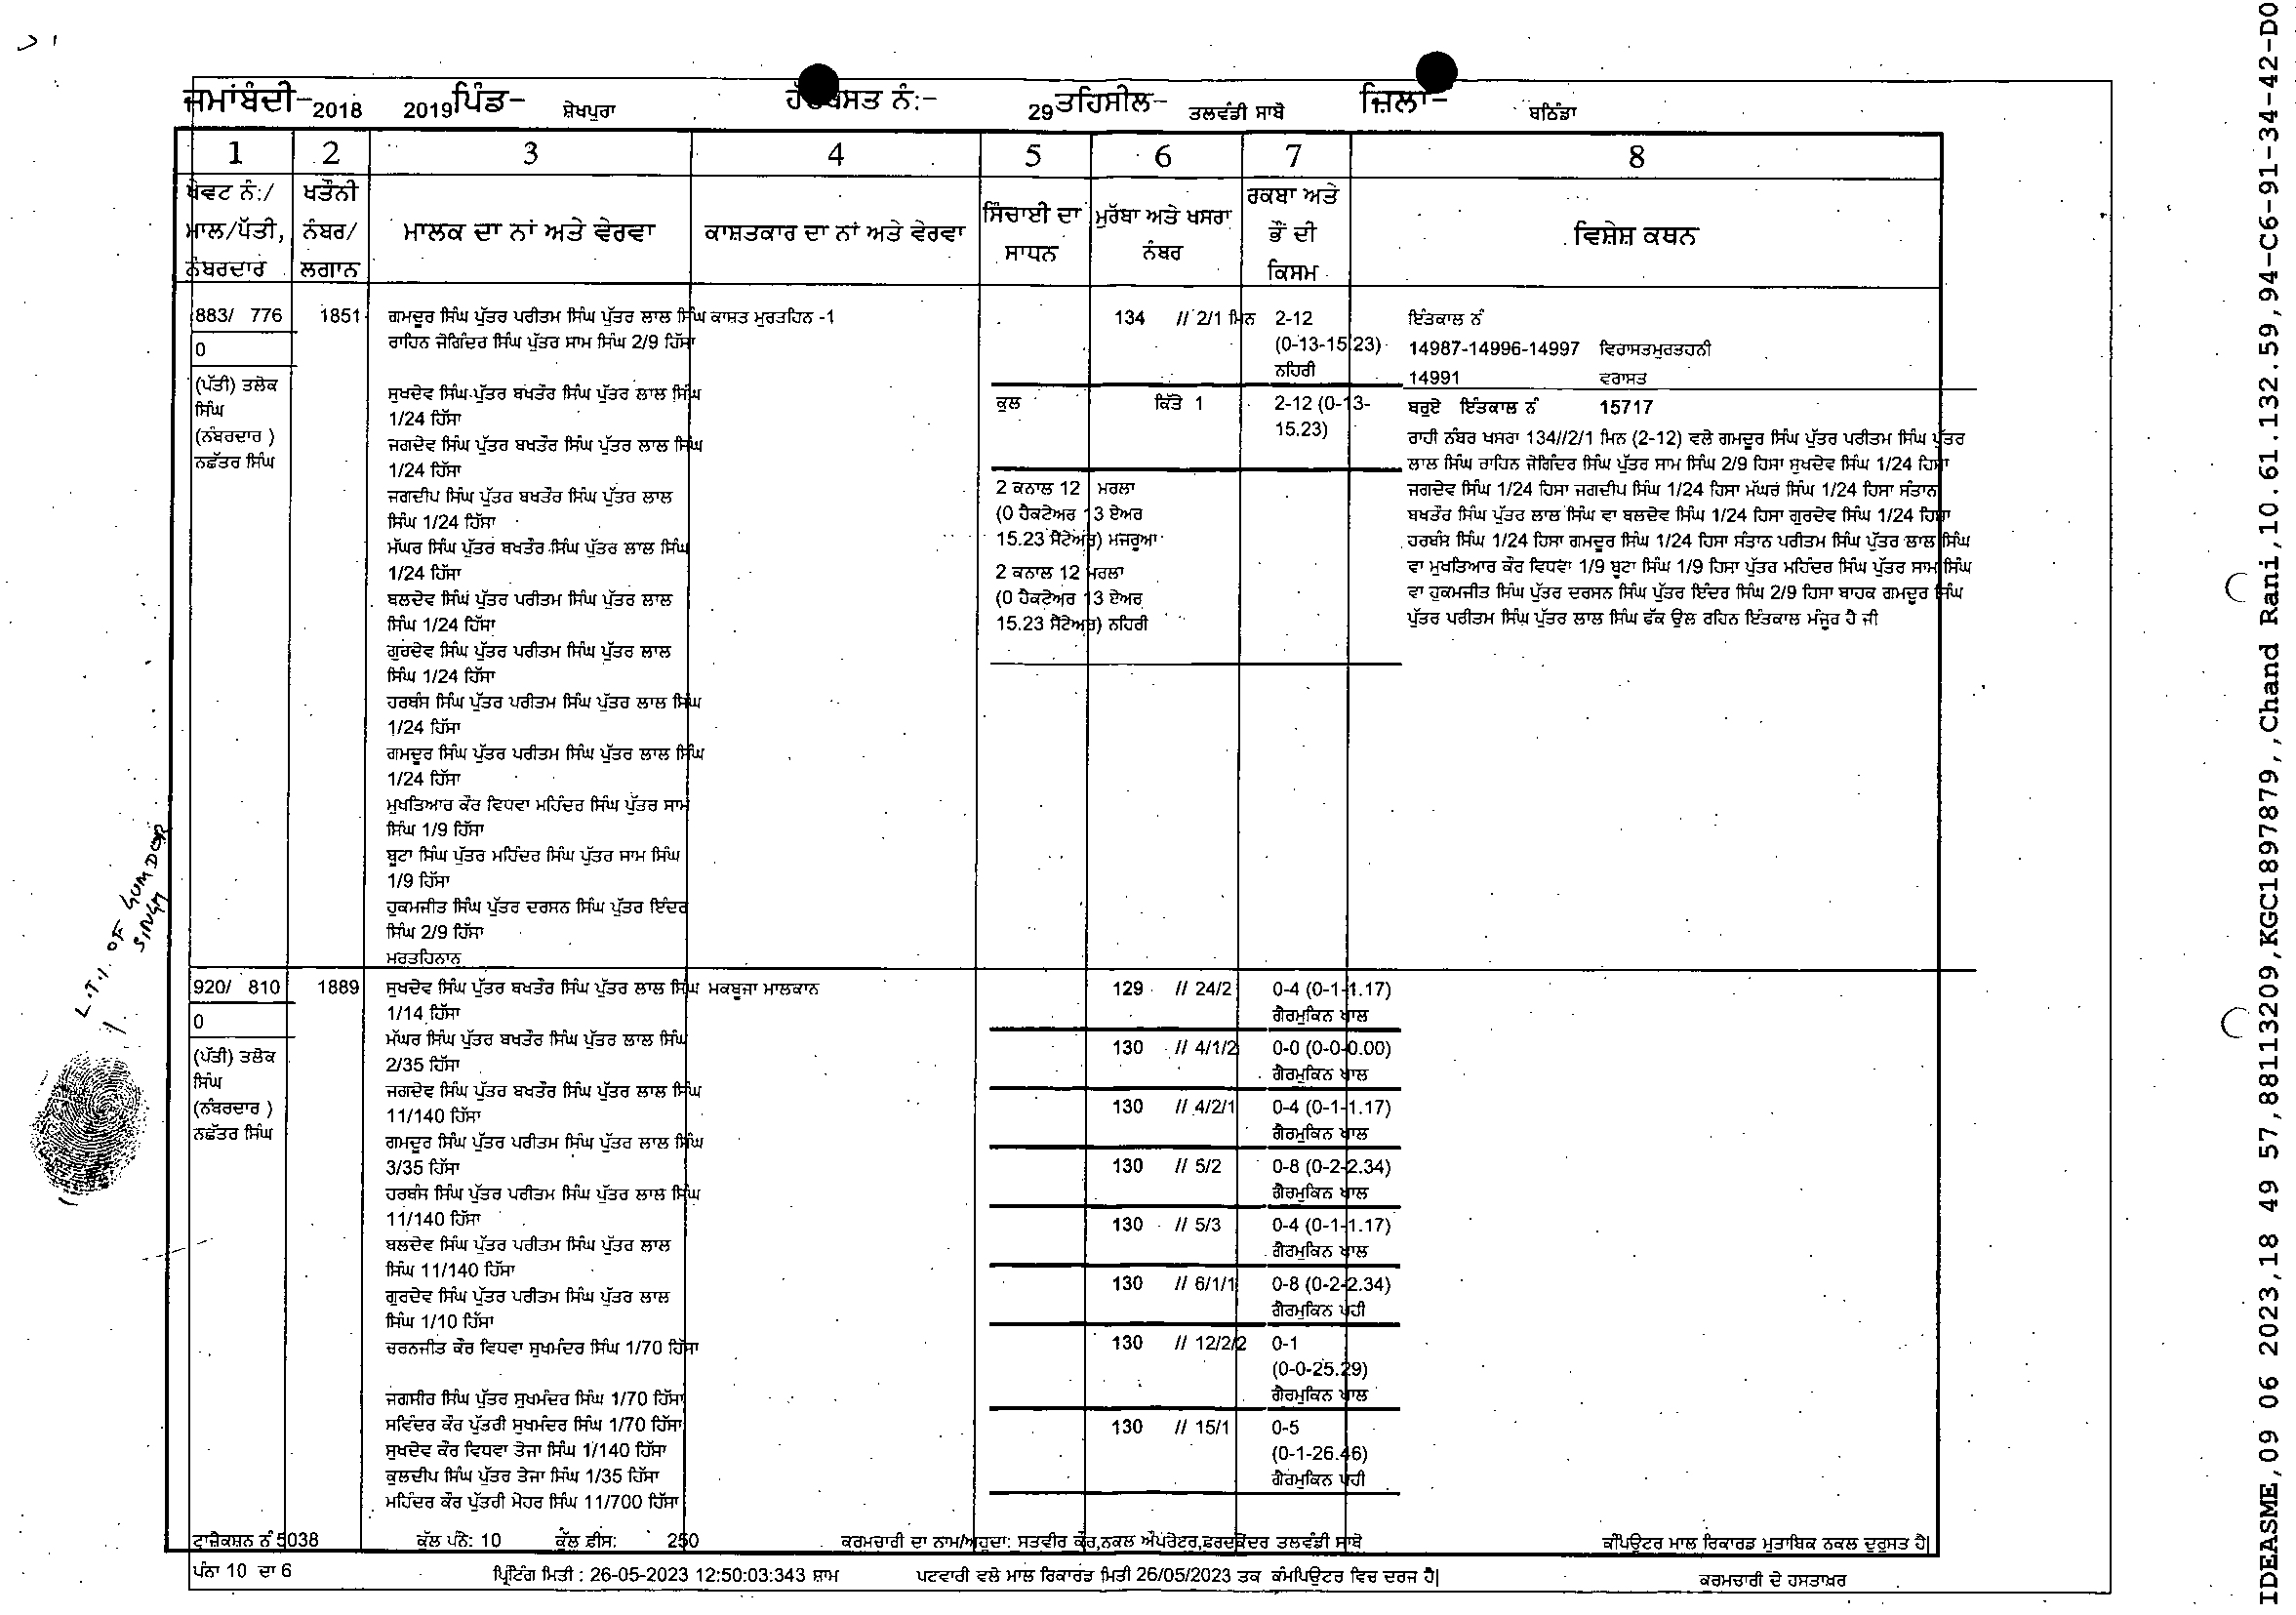 ਜਮਾਂਬੰਦੀ- 2018 2019 ਪਿੰਡ- ਸ਼ੇਖਪੁਰਾ ਨੰ:- 29 ਤਹਿਸੀਲ- ਤਲਵੰਡੀ ਸਾਬੋ ਜ਼ਿਲਾ- ਬਠਿੰਡਾ
1 2 3 4 5 6 7 8
ਖੇਵਟ ਨੰ:/ ਮਾਲ/ਪੱਤੀ, ਨੰਬਰਦਾਰ
ਖਤੌਨੀ ਨੰਬਰ/ ਲਗਾਨ
ਮਾਲਕ ਦਾ ਨਾਂ ਅਤੇ ਵੇਰਵਾ
ਕਾਸ਼ਤਕਾਰ ਦਾ ਨਾਂ ਅਤੇ ਵੇਰਵਾ
ਸਿੰਚਾਈ ਦਾ ਸਾਧਨ
ਮੁਰੱਬਾ ਅਤੇ ਖਸਰਾ ਨੰਬਰ
ਰਕਬਾ ਅਤੇ ਭੌਂ ਦੀ ਕਿਸਮ
ਵਿਸ਼ੇਸ਼ ਕਥਨ
883/ 776
0
(ਪੱਤੀ) ਤਲੋਕ
ਸਿੰਘ
(ਨੰਬਰਦਾਰ )
ਨਛੱਤਰ ਸਿੰਘ
1851
ਗਮਦੂਰ ਸਿੰਘ ਪੁੱਤਰ ਪਰੀਤਮ ਸਿੰਘ ਪੁੱਤਰ ਲਾਲ ਸਿੰਘ
ਰਾਹਿਨ ਜੋਗਿੰਦਰ ਸਿੰਘ ਪੁੱਤਰ ਸਾਮ ਸਿੰਘ 2/9 ਹਿੱਸਾ
ਸੁਖਦੇਵ ਸਿੰਘ ਪੁੱਤਰ ਬਖਤੌਰ ਸਿੰਘ ਪੁੱਤਰ ਲਾਲ ਸਿੰਘ
1/24 ਹਿੱਸਾ
ਜਗਦੇਵ ਸਿੰਘ ਪੁੱਤਰ ਬਖਤੌਰ ਸਿੰਘ ਪੁੱਤਰ ਲਾਲ ਸਿੰਘ
1/24 ਹਿੱਸਾ
ਜਗਦੀਪ ਸਿੰਘ ਪੁੱਤਰ ਬਖਤੌਰ ਸਿੰਘ ਪੁੱਤਰ ਲਾਲ
ਸਿੰਘ 1/24 ਹਿੱਸਾ
ਮੱਘਰ ਸਿੰਘ ਪੁੱਤਰ ਬਖਤੌਰ ਸਿੰਘ ਪੁੱਤਰ ਲਾਲ ਸਿੰਘ
1/24 ਹਿੱਸਾ
ਬਲਦੇਵ ਸਿੰਘ ਪੁੱਤਰ ਪਰੀਤਮ ਸਿੰਘ ਪੁੱਤਰ ਲਾਲ
ਸਿੰਘ 1/24 ਹਿੱਸਾ
ਗੁਰਦੇਵ ਸਿੰਘ ਪੁੱਤਰ ਪਰੀਤਮ ਸਿੰਘ ਪੁੱਤਰ ਲਾਲ
ਸਿੰਘ 1/24 ਹਿੱਸਾ
ਹਰਬੰਸ ਸਿੰਘ ਪੁੱਤਰ ਪਰੀਤਮ ਸਿੰਘ ਪੁੱਤਰ ਲਾਲ ਸਿੰਘ
1/24 ਹਿੱਸਾ
ਗਮਦੂਰ ਸਿੰਘ ਪੁੱਤਰ ਪਰੀਤਮ ਸਿੰਘ ਪੁੱਤਰ ਲਾਲ ਸਿੰਘ
1/24 ਹਿੱਸਾ
ਮੁਖਤਿਆਰ ਕੌਰ ਵਿਧਵਾ ਮਹਿੰਦਰ ਸਿੰਘ ਪੁੱਤਰ ਸਾਮ
ਸਿੰਘ 1/9 ਹਿੱਸਾ
ਬੂਟਾ ਸਿੰਘ ਪੁੱਤਰ ਮਹਿੰਦਰ ਸਿੰਘ ਪੁੱਤਰ ਸਾਮ ਸਿੰਘ
1/9 ਹਿੱਸਾ
ਹੁਕਮਜੀਤ ਸਿੰਘ ਪੁੱਤਰ ਦਰਸਨ ਸਿੰਘ ਪੁੱਤਰ ਇੰਦਰ
ਸਿੰਘ 2/9 ਹਿੱਸਾ
ਮਰਤਹਿਨਾਨ
ਕਾਸ਼ਤ ਮੁਰਤਹਿਨ -1
134 // 2/1 ਮਿਨ 2-12
(0-13-15.23)
ਨਹਿਰੀ
ਕੁਲ ਕਿੱਤੇ 1 2-12 (0-13-
15.23)
2 ਕਨਾਲ 12 ਮਰਲਾ
(0 ਹੈਕਟੇਅਰ 13 ਏਅਰ
15.23 ਸੈਂਟੇਅਰ) ਮਜਰੂਆ
2 ਕਨਾਲ 12 ਮਰਲਾ
(0 ਹੈਕਟੇਅਰ 13 ਏਅਰ
15.23 ਸੈਂਟੇਅਰ) ਨਹਿਰੀ
ਇੰਤਕਾਲ ਨੰ
14987-14996-14997 ਵਿਰਾਸਤਮੁਰਤਹਨੀ
14991 ਵਰਾਸਤ
ਬਰੁਏ ਇੰਤਕਾਲ ਨੰ 15717
ਰਾਹੀ ਨੰਬਰ ਖਸਰਾ 134//2/1 ਮਿਨ (2-12) ਵਲੋ ਗਮਦੂਰ ਸਿੰਘ ਪੁੱਤਰ ਪਰੀਤਮ ਸਿੰਘ ਪੁੱਤਰ
ਲਾਲ ਸਿੰਘ ਰਾਹਿਨ ਜੋਗਿੰਦਰ ਸਿੰਘ ਪੁੱਤਰ ਸਾਮ ਸਿੰਘ 2/9 ਹਿਸਾ ਸੁਖਦੇਵ ਸਿੰਘ 1/24 ਹਿਸਾ
ਜਗਦੇਵ ਸਿੰਘ 1/24 ਹਿਸਾ ਜਗਦੀਪ ਸਿੰਘ 1/24 ਹਿਸਾ ਮੱਘਰ ਸਿੰਘ 1/24 ਹਿਸਾ ਸੰਤਾਨ
ਬਖਤੌਰ ਸਿੰਘ ਪੁੱਤਰ ਲਾਲ ਸਿੰਘ ਵਾ ਬਲਦੇਵ ਸਿੰਘ 1/24 ਹਿਸਾ ਗੁਰਦੇਵ ਸਿੰਘ 1/24 ਹਿਸਾ
ਹਰਬੰਸ ਸਿੰਘ 1/24 ਹਿਸਾ ਗਮਦੂਰ ਸਿੰਘ 1/24 ਹਿਸਾ ਸੰਤਾਨ ਪਰੀਤਮ ਸਿੰਘ ਪੁੱਤਰ ਲਾਲ ਸਿੰਘ
ਵਾ ਮੁਖਤਿਆਰ ਕੌਰ ਵਿਧਵਾ 1/9 ਬੂਟਾ ਸਿੰਘ 1/9 ਹਿਸਾ ਪੁੱਤਰ ਮਹਿੰਦਰ ਸਿੰਘ ਪੁੱਤਰ ਸਾਮ ਸਿੰਘ
ਵਾ ਹੁਕਮਜੀਤ ਸਿੰਘ ਪੁੱਤਰ ਦਰਸਨ ਸਿੰਘ ਪੁੱਤਰ ਇੰਦਰ ਸਿੰਘ 2/9 ਹਿਸਾ ਬਾਹਕ ਗਮਦੂਰ ਸਿੰਘ
ਪੁੱਤਰ ਪਰੀਤਮ ਸਿੰਘ ਪੁੱਤਰ ਲਾਲ ਸਿੰਘ ਫੱਕ ਉਲ ਰਹਿਨ ਇੰਤਕਾਲ ਮੰਜੂਰ ਹੈ ਜੀ
920/ 810
0
(ਪੱਤੀ) ਤਲੋਕ
ਸਿੰਘ
(ਨੰਬਰਦਾਰ )
ਨਛੱਤਰ ਸਿੰਘ
1889
ਸੁਖਦੇਵ ਸਿੰਘ ਪੁੱਤਰ ਬਖਤੌਰ ਸਿੰਘ ਪੁੱਤਰ ਲਾਲ ਸਿੰਘ
1/14 ਹਿੱਸਾ
ਮੱਘਰ ਸਿੰਘ ਪੁੱਤਰ ਬਖਤੌਰ ਸਿੰਘ ਪੁੱਤਰ ਲਾਲ ਸਿੰਘ
2/35 ਹਿੱਸਾ
ਜਗਦੇਵ ਸਿੰਘ ਪੁੱਤਰ ਬਖਤੌਰ ਸਿੰਘ ਪੁੱਤਰ ਲਾਲ ਸਿੰਘ
11/140 ਹਿੱਸਾ
ਗਮਦੂਰ ਸਿੰਘ ਪੁੱਤਰ ਪਰੀਤਮ ਸਿੰਘ ਪੁੱਤਰ ਲਾਲ ਸਿੰਘ
3/35 ਹਿੱਸਾ
ਹਰਬੰਸ ਸਿੰਘ ਪੁੱਤਰ ਪਰੀਤਮ ਸਿੰਘ ਪੁੱਤਰ ਲਾਲ ਸਿੰਘ
11/140 ਹਿੱਸਾ
ਬਲਦੇਵ ਸਿੰਘ ਪੁੱਤਰ ਪਰੀਤਮ ਸਿੰਘ ਪੁੱਤਰ ਲਾਲ
ਸਿੰਘ 11/140 ਹਿੱਸਾ
ਗੁਰਦੇਵ ਸਿੰਘ ਪੁੱਤਰ ਪਰੀਤਮ ਸਿੰਘ ਪੁੱਤਰ ਲਾਲ
ਸਿੰਘ 1/10 ਹਿੱਸਾ
ਚਰਨਜੀਤ ਕੌਰ ਵਿਧਵਾ ਸੁਖਮੰਦਰ ਸਿੰਘ 1/70 ਹਿੱਸਾ
ਜਗਸੀਰ ਸਿੰਘ ਪੁੱਤਰ ਸੁਖਮੰਦਰ ਸਿੰਘ 1/70 ਹਿੱਸਾ
ਸਵਿੰਦਰ ਕੌਰ ਪੁੱਤਰੀ ਸੁਖਮੰਦਰ ਸਿੰਘ 1/70 ਹਿੱਸਾ
ਸੁਖਦੇਵ ਕੌਰ ਵਿਧਵਾ ਤੇਜਾ ਸਿੰਘ 1/140 ਹਿੱਸਾ
ਕੁਲਦੀਪ ਸਿੰਘ ਪੁੱਤਰ ਤੇਜਾ ਸਿੰਘ 1/35 ਹਿੱਸਾ
ਮਹਿੰਦਰ ਕੌਰ ਪੁੱਤਰੀ ਮੇਹਰ ਸਿੰਘ 11/700 ਹਿੱਸਾ
ਮਕਬੂਜਾ ਮਾਲਕਾਨ
129 // 24/2 0-4 (0-1-1.17)
ਗੈਰਮੁਕਿਨ ਖਾਲ
130 // 4/1/2 0-0 (0-0-0.00)
ਗੈਰਮੁਕਿਨ ਖਾਲ
130 // 4/2/1 0-4 (0-1-1.17)
ਗੈਰਮੁਕਿਨ ਖਾਲ
130 // 5/2 0-8 (0-2-2.34)
ਗੈਰਮੁਕਿਨ ਖਾਲ
130 // 5/3 0-4 (0-1-1.17)
ਗੈਰਮੁਕਿਨ ਖਾਲ
130 // 6/1/1 0-8 (0-2-2.34)
ਗੈਰਮੁਕਿਨ ਪਹੀ
130 // 12/2/2 0-1
(0-0-25.29)
ਗੈਰਮੁਕਿਨ ਖਾਲ
130 // 15/1 0-5
(0-1-26.46)
ਗੈਰਮੁਕਿਨ ਪਹੀ
L.T.I. OF GUMDOR
SINGH
ਟਾਜ਼ੈਕਸ਼ਨ ਨੰ 5038 ਕੁੱਲ ਪੰਨੇ: 10 ਕੁੱਲ ਫ਼ੀਸ: 250 ਕਰਮਚਾਰੀ ਦਾ ਨਾਮ/ਅਹੁਦਾ: ਸਤਵੀਰ ਕੌਰ,ਨਕਲ ਔਪਰੇਟਰ,ਫ਼ਰਦਕੇਂਦਰ ਤਲਵੰਡੀ ਸਾਬੋ ਕੰਪਿਊਟਰ ਮਾਲ ਰਿਕਾਰਡ ਮੁਤਾਬਿਕ ਨਕਲ ਦੁਰੁਸਤ ਹੈ|
ਪੰਨਾ 10 ਦਾ 6 ਪ੍ਰਿੰਟਿੰਗ ਮਿਤੀ : 26-05-2023 12:50:03:343 ਸ਼ਾਮ ਪਟਵਾਰੀ ਵਲੋ ਮਾਲ ਰਿਕਾਰਡ ਮਿਤੀ 26/05/2023 ਤਕ ਕੰਮਪਿਊਟਰ ਵਿਚ ਦਰਜ ਹੈ| ਕਰਮਚਾਰੀ ਦੇ ਹਸਤਾਖ਼ਰ
IDEASME,09 06 2023,18 49 57,88113209,KGC1897879,,Chand Rani,10.61.132.59,94-C6-91-34-42-D0